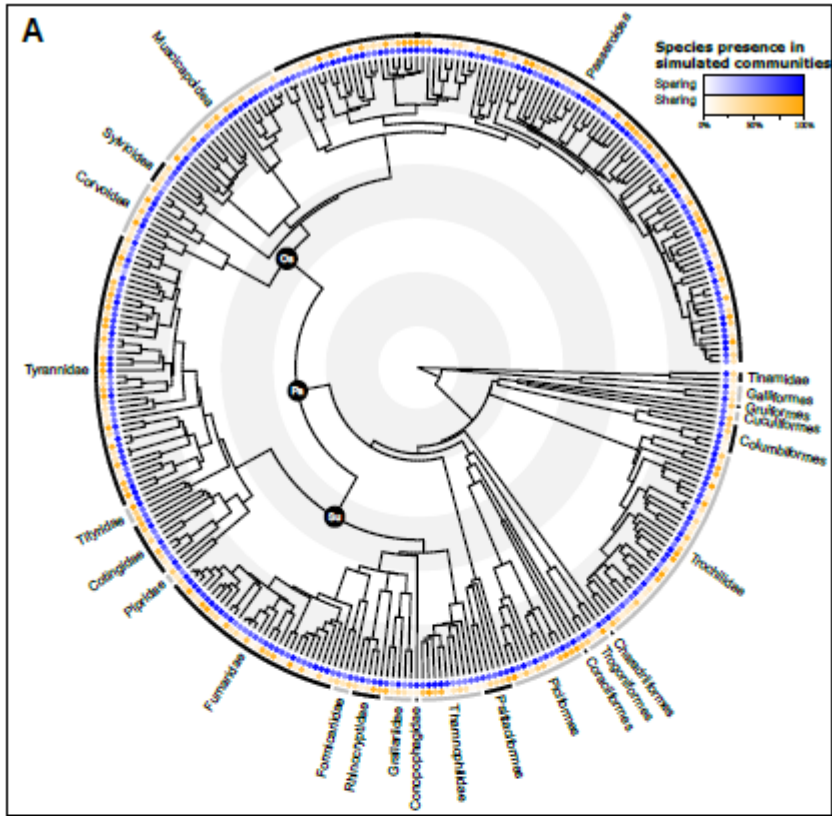 A
Species presence in
simulated communities
Sparing
Sharing
0%
50%
100%
Passeroidea
Muscicapoidea
Sylvioidea
Corvoidea
Tyrannidae
Tityridae
Cotingidae
Pipridae
Furnariidae
Formicariidae
Rhinocryptidae
Grallariidae
Conopophagidae
Thamnophilidae
Psittaciformes
Piciformes
Coraciiformes
Trogoniformes
Charadriiformes
Trochilidae
Columbiformes
Cuculiformes
Gruiformes
Galliformes
Tinamidae